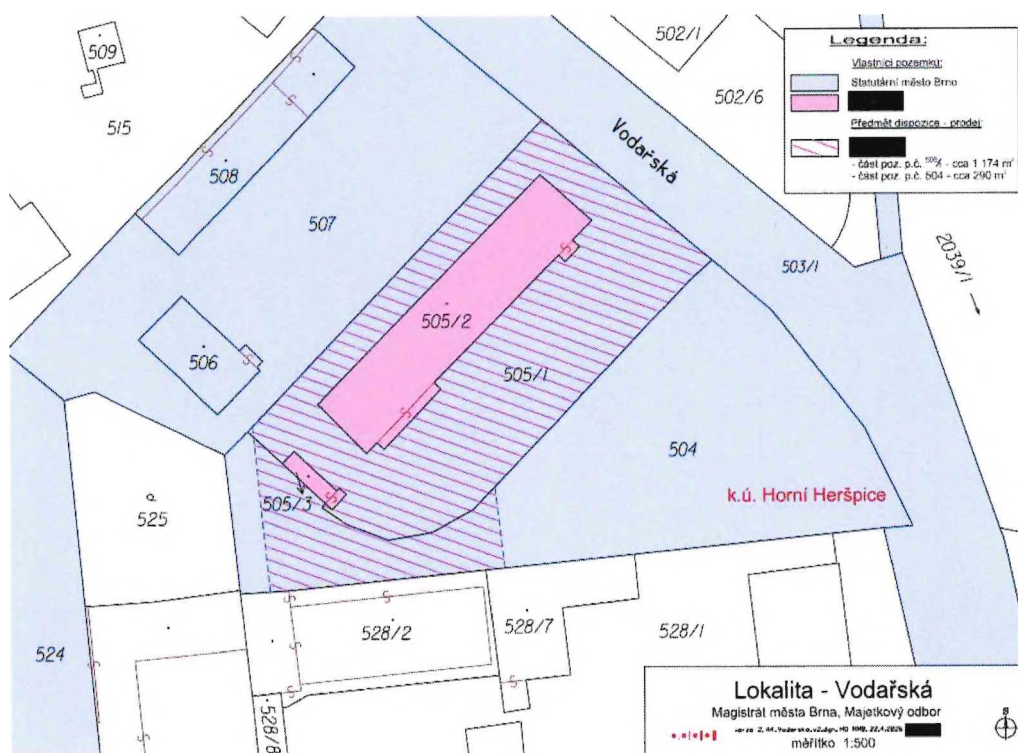 509
515
508
507
506
502/1
502/6
Vodařská
503/1
2039/1
505/2
505/1
505/3
504
k.ú. Horní Heršpice
525
524
528/2
528/7
528/1
528/8
Legenda:
Vlastníci pozemků:
Statutární město Brno
Předmět dispozice - prodej:
- část poz. p.č. 505/1 - cca 1 174 m²
- část poz. p.č. 504 - cca 290 m²
Lokalita - Vodařská
Magistrát města Brna, Majetkový odbor
měřítko 1:500
S